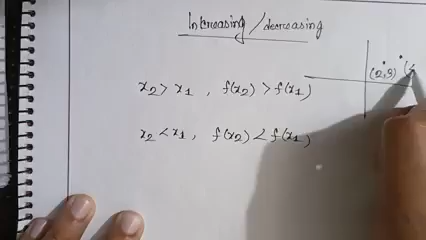 Increasing/decreasing
x₂ > x₁ , f(x₂) > f(x₁)
(2,3) (
x₂ < x₁ , f(x₂) < f(x₁)